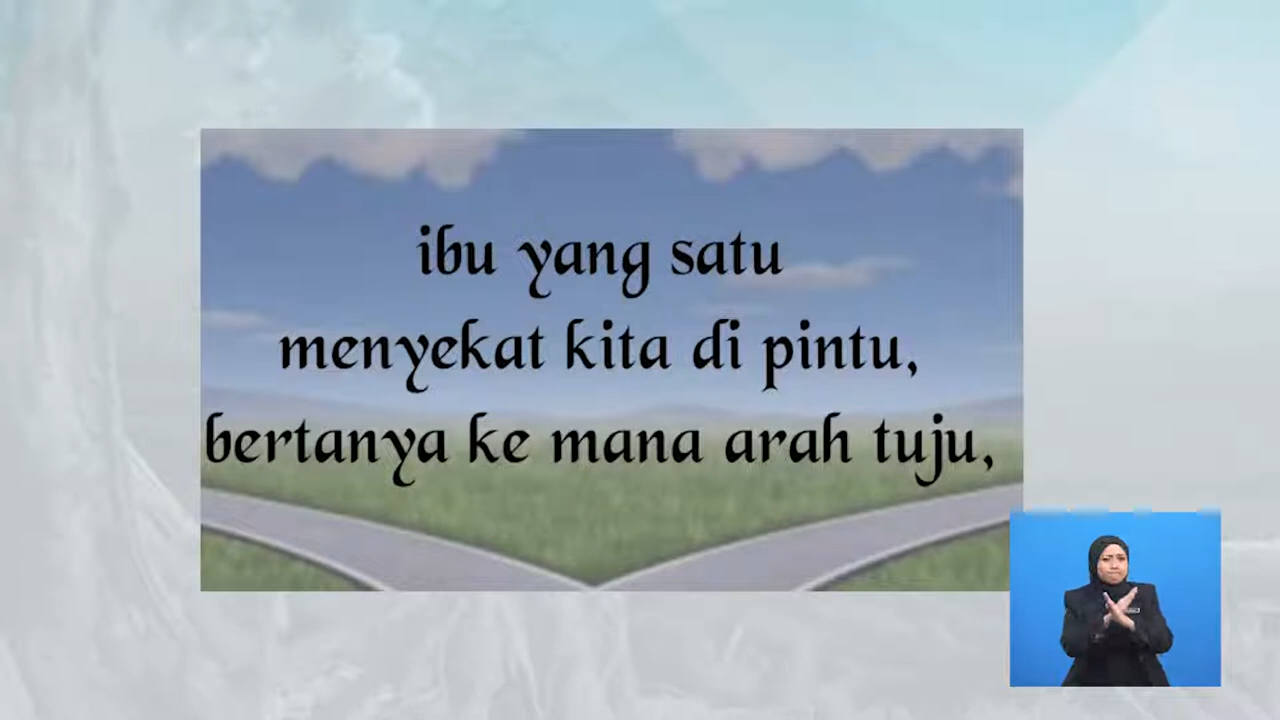 ibu yang satu
menyekat kita di pintu,
bertanya ke mana arah tuju,